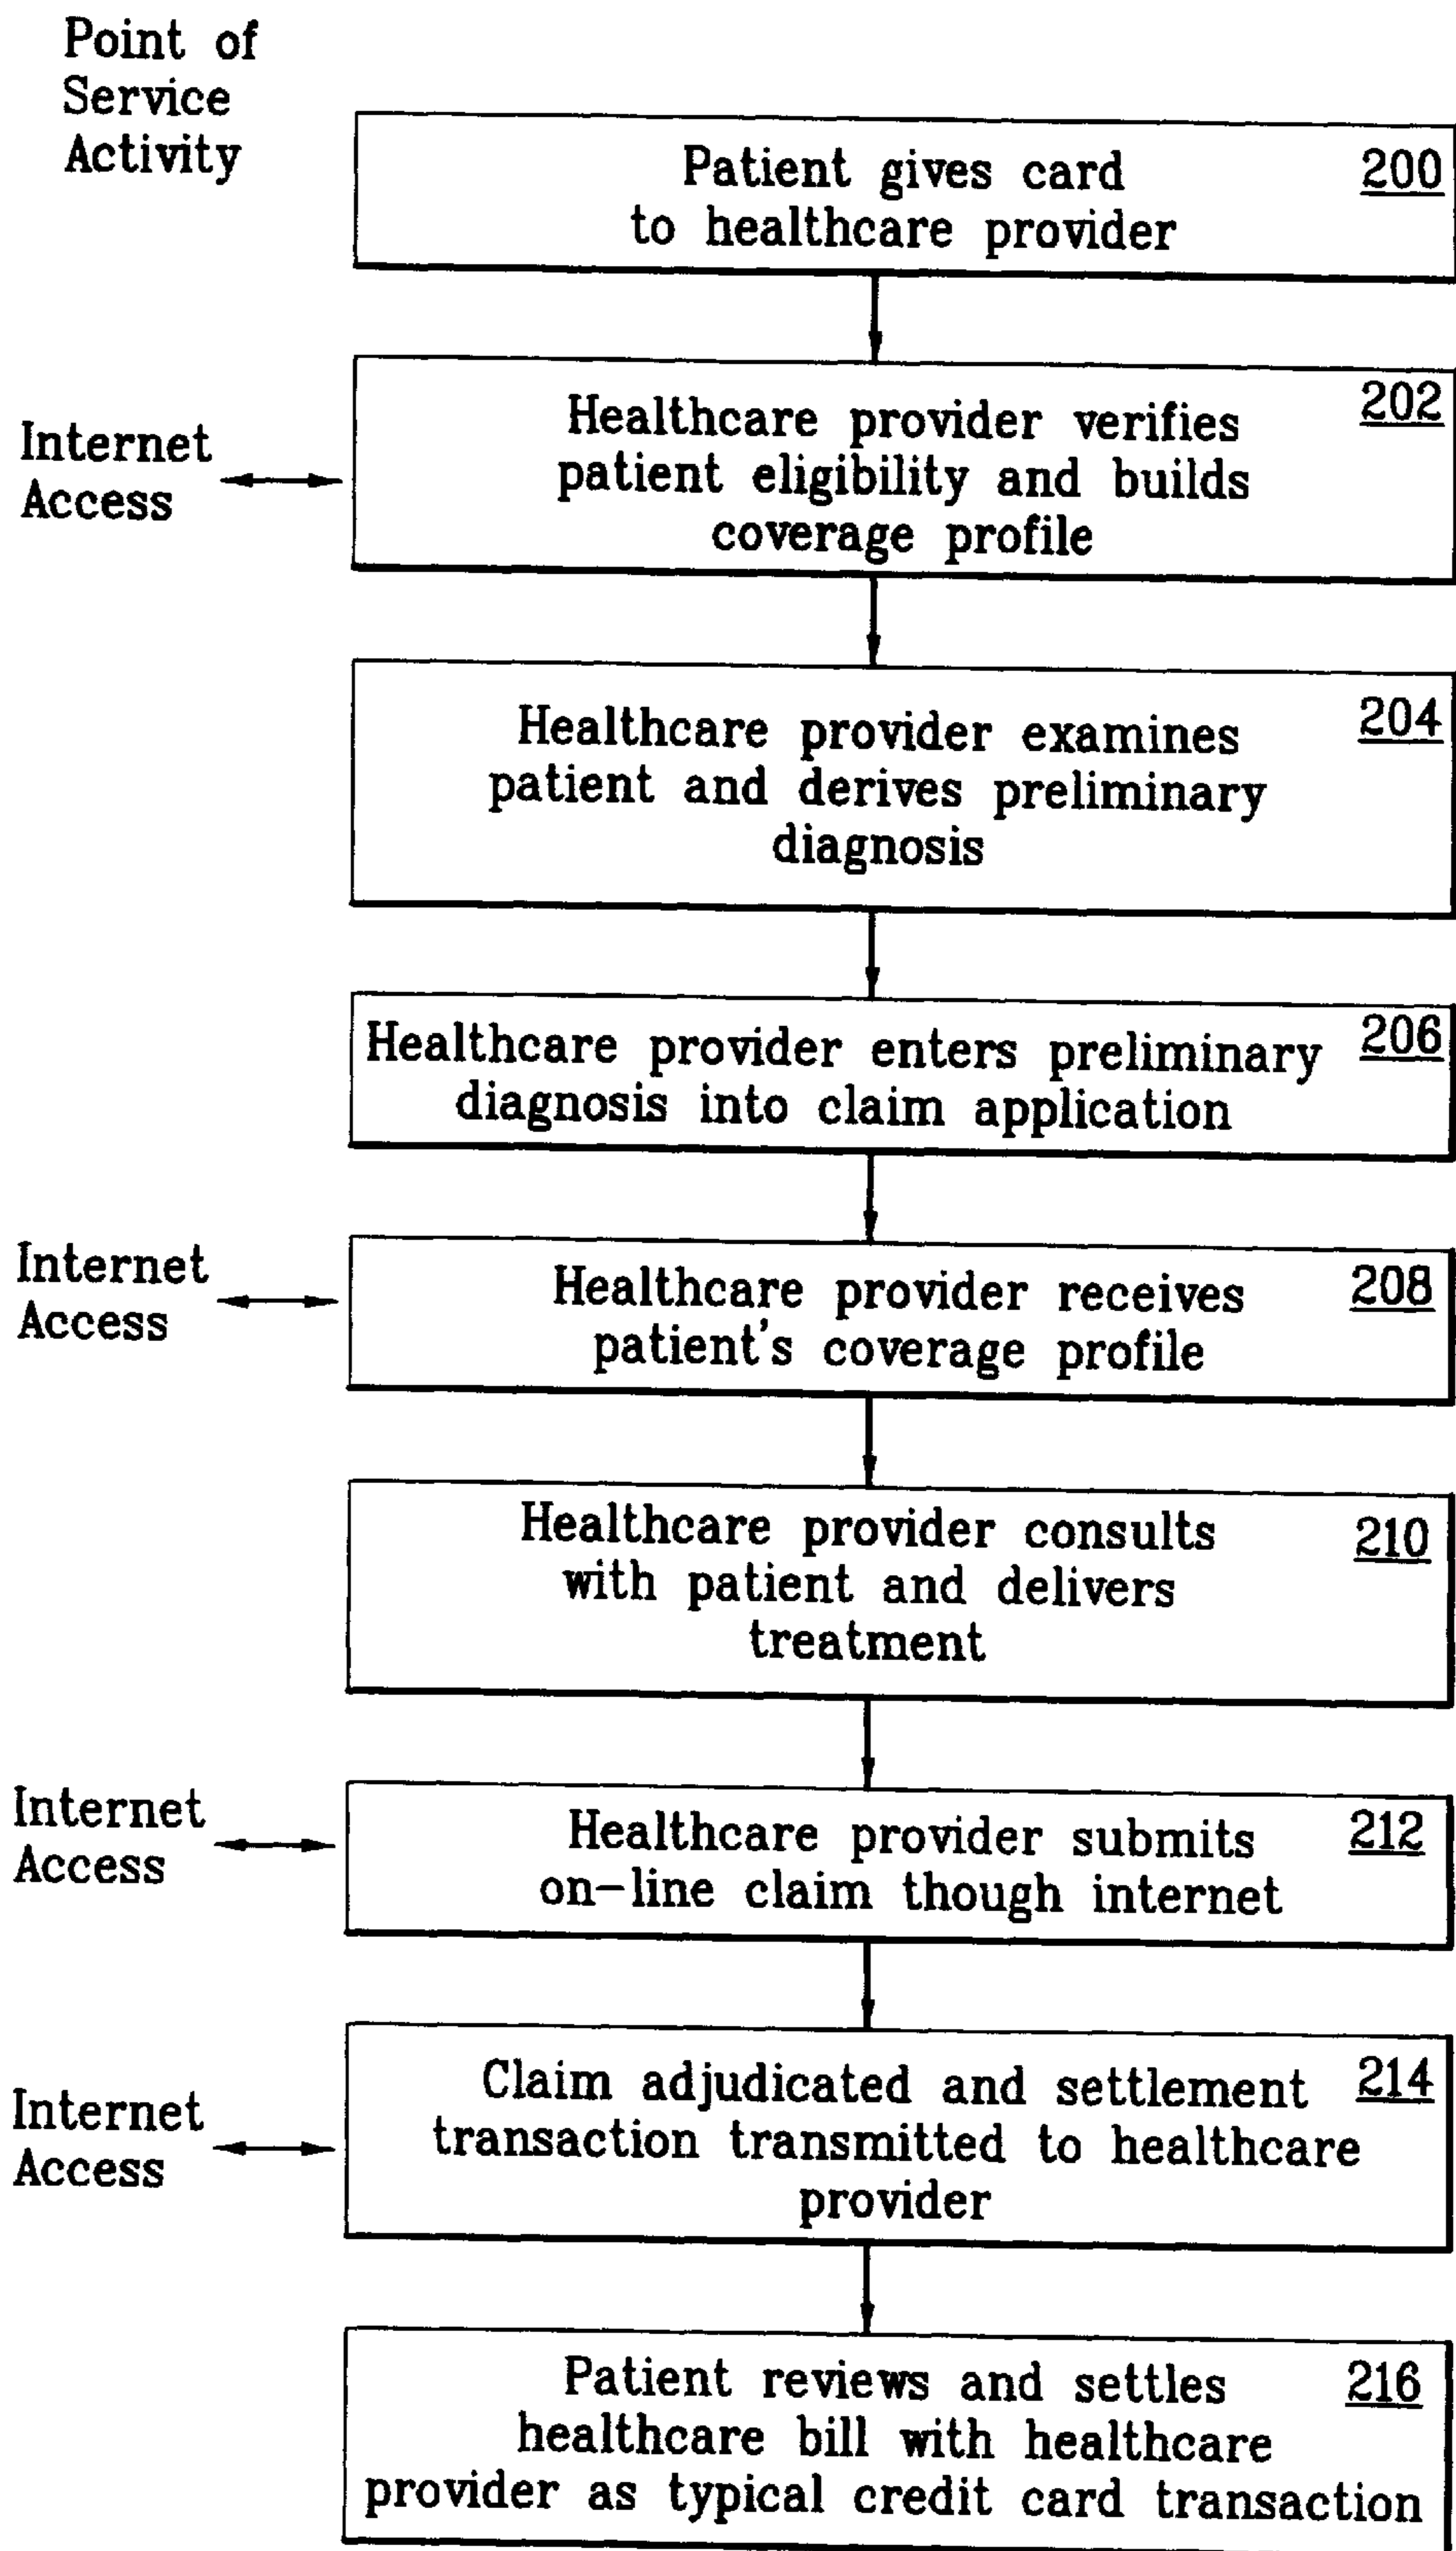 Point of
Service
Activity
Patient gives card
to healthcare provider
200
Internet
Access
Healthcare provider verifies
patient eligibility and builds
coverage profile
202
Healthcare provider examines
patient and derives preliminary
diagnosis
204
Healthcare provider enters preliminary
diagnosis into claim application
206
Internet
Access
Healthcare provider receives
patient's coverage profile
208
Healthcare provider consults
with patient and delivers
treatment
210
Internet
Access
Healthcare provider submits
on-line claim though internet
212
Internet
Access
Claim adjudicated and settlement
transaction transmitted to healthcare
provider
214
Patient reviews and settles
healthcare bill with healthcare
provider as typical credit card transaction
216